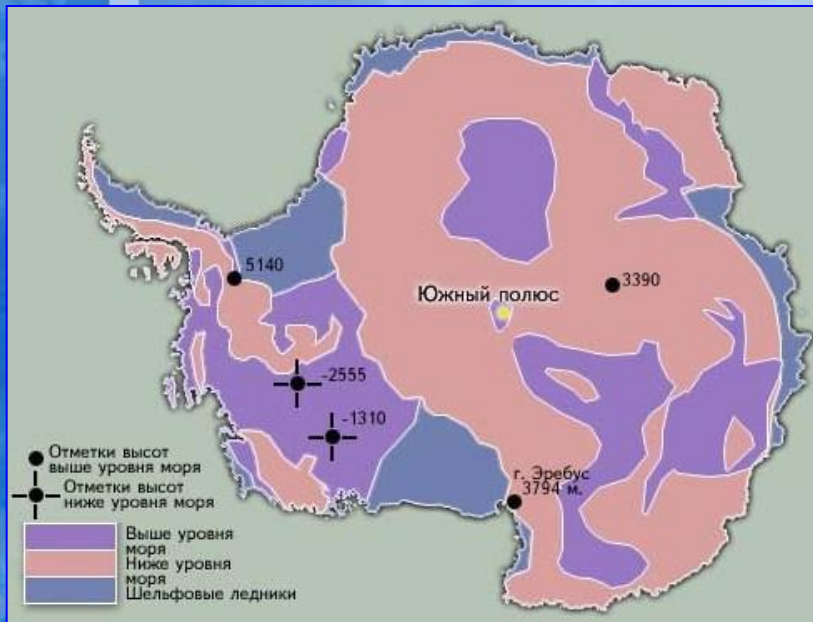 5140
3390
Южный полюс
-2555
-1310
г. Эребус
3794 м.
Отметки высот
выше уровня моря
Отметки высот
ниже уровня моря
Выше уровня
моря
Ниже уровня
моря
Шельфовые ледники